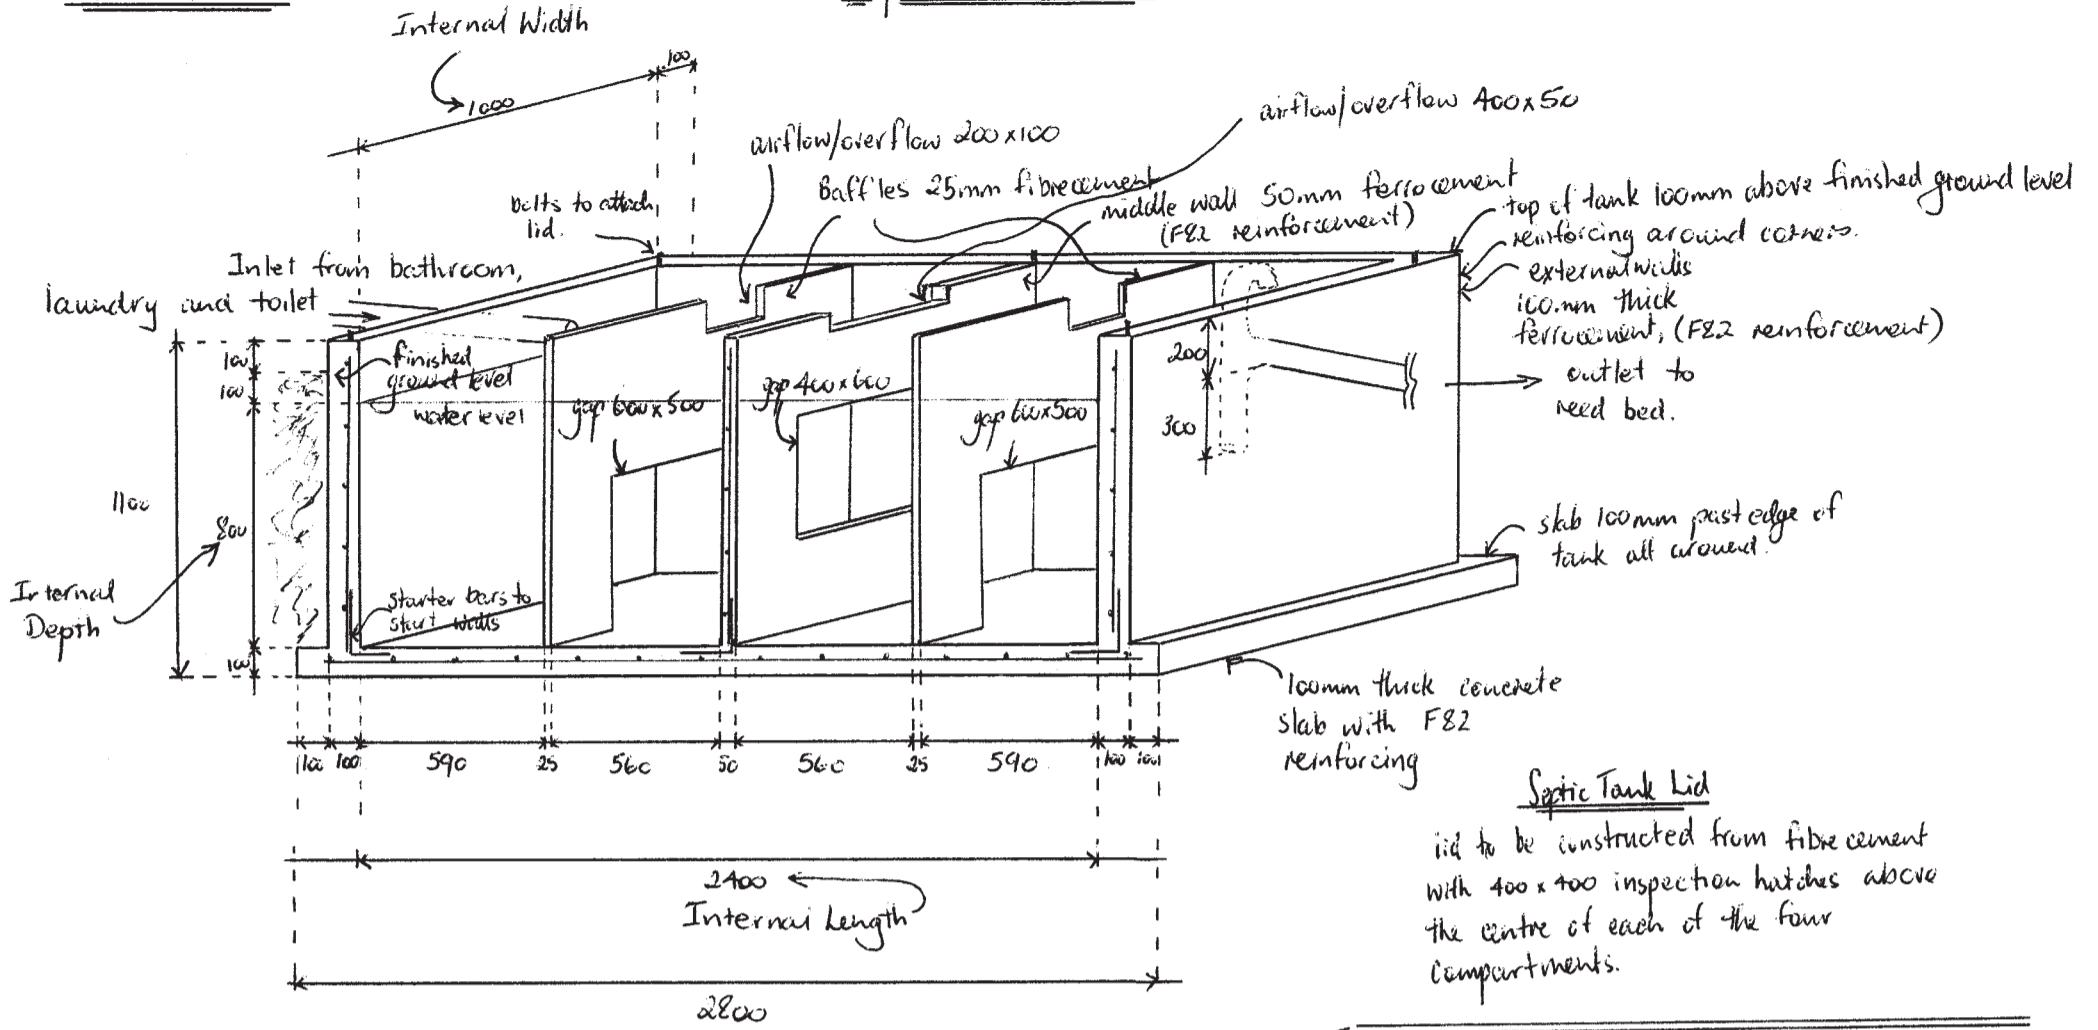 Internal Width
1000
100
airflow/overflow 200x100
airflow/overflow 400x50
Baffles 25mm fibrecement
middle wall 50mm ferrocement
(F82 reinforcement)
bolts to attach
lid.
top of tank 100mm above finished ground level
reinforcing around corners.
external walls
100mm thick
ferrocement, (F82 reinforcement)
Inlet from bathroom,
laundry and toilet
finished
ground level
water level
gap 600x500
gap 400x600
gap 600x500
200
300
outlet to
reed bed.
100
100
1100
800
100
Internal
Depth
starter bars to
start walls
slab 100mm past edge of
tank all around.
100mm thick concrete
slab with F82
reinforcing
100 100 590 25 560 50 560 25 590 100 100
2400
Internal Length
2800
Septic Tank Lid
lid to be constructed from fibre cement
with 400 x 400 inspection hatches above
the centre of each of the four
compartments.